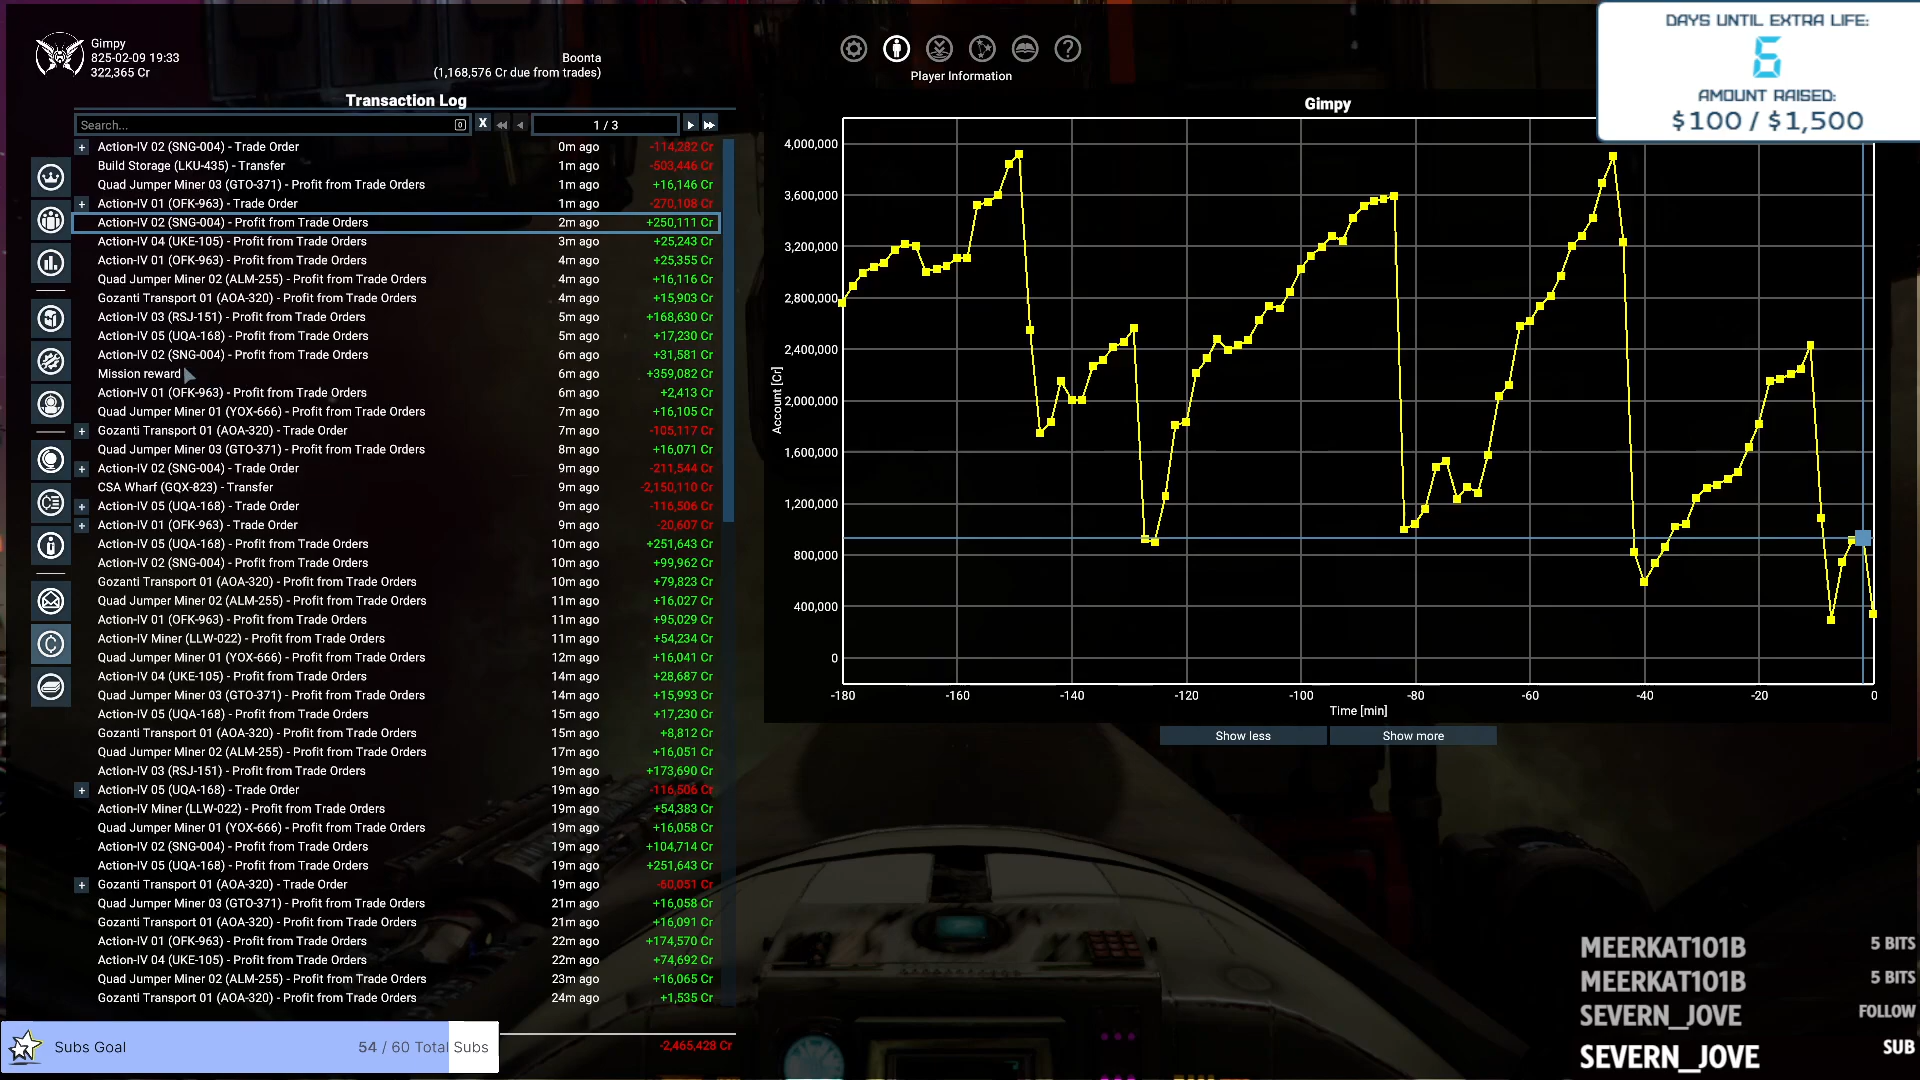 Gimpy
825-02-09 19:33
322,365 Cr
Boonta
(1,168,576 Cr due from trades)
Player Information
Transaction Log
Search...
0
X
1 / 3
Action-IV 02 (SNG-004) - Trade Order 0m ago -114,282 Cr
Build Storage (LKU-435) - Transfer 1m ago -503,446 Cr
Quad Jumper Miner 03 (GTO-371) - Profit from Trade Orders 1m ago +16,146 Cr
Action-IV 01 (OFK-963) - Trade Order 1m ago -270,108 Cr
Action-IV 02 (SNG-004) - Profit from Trade Orders 2m ago +250,111 Cr
Action-IV 04 (UKE-105) - Profit from Trade Orders 3m ago +25,243 Cr
Action-IV 01 (OFK-963) - Profit from Trade Orders 4m ago +25,355 Cr
Quad Jumper Miner 02 (ALM-255) - Profit from Trade Orders 4m ago +16,116 Cr
Gozanti Transport 01 (AOA-320) - Profit from Trade Orders 4m ago +15,903 Cr
Action-IV 03 (RSJ-151) - Profit from Trade Orders 5m ago +168,630 Cr
Action-IV 05 (UQA-168) - Profit from Trade Orders 5m ago +17,230 Cr
Action-IV 02 (SNG-004) - Profit from Trade Orders 6m ago +31,581 Cr
Mission reward 6m ago +359,082 Cr
Action-IV 01 (OFK-963) - Profit from Trade Orders 6m ago +2,413 Cr
Quad Jumper Miner 01 (YOX-666) - Profit from Trade Orders 7m ago +16,105 Cr
Gozanti Transport 01 (AOA-320) - Trade Order 7m ago -105,117 Cr
Quad Jumper Miner 03 (GTO-371) - Profit from Trade Orders 8m ago +16,071 Cr
Action-IV 02 (SNG-004) - Trade Order 9m ago -211,544 Cr
CSA Wharf (GQX-823) - Transfer 9m ago -2,150,110 Cr
Action-IV 05 (UQA-168) - Trade Order 9m ago -116,506 Cr
Action-IV 01 (OFK-963) - Trade Order 9m ago -20,607 Cr
Action-IV 05 (UQA-168) - Profit from Trade Orders 10m ago +251,643 Cr
Action-IV 02 (SNG-004) - Profit from Trade Orders 10m ago +99,962 Cr
Gozanti Transport 01 (AOA-320) - Profit from Trade Orders 10m ago +79,823 Cr
Quad Jumper Miner 02 (ALM-255) - Profit from Trade Orders 11m ago +16,027 Cr
Action-IV 01 (OFK-963) - Profit from Trade Orders 11m ago +95,029 Cr
Action-IV Miner (LLW-022) - Profit from Trade Orders 11m ago +54,234 Cr
Quad Jumper Miner 01 (YOX-666) - Profit from Trade Orders 12m ago +16,041 Cr
Action-IV 04 (UKE-105) - Profit from Trade Orders 14m ago +28,687 Cr
Quad Jumper Miner 03 (GTO-371) - Profit from Trade Orders 14m ago +15,993 Cr
Action-IV 05 (UQA-168) - Profit from Trade Orders 15m ago +17,230 Cr
Gozanti Transport 01 (AOA-320) - Profit from Trade Orders 15m ago +8,812 Cr
Quad Jumper Miner 02 (ALM-255) - Profit from Trade Orders 17m ago +16,051 Cr
Action-IV 03 (RSJ-151) - Profit from Trade Orders 19m ago +173,690 Cr
Action-IV 05 (UQA-168) - Trade Order 19m ago -116,506 Cr
Action-IV Miner (LLW-022) - Profit from Trade Orders 19m ago +54,383 Cr
Quad Jumper Miner 01 (YOX-666) - Profit from Trade Orders 19m ago +16,058 Cr
Action-IV 02 (SNG-004) - Profit from Trade Orders 19m ago +104,714 Cr
Action-IV 05 (UQA-168) - Profit from Trade Orders 19m ago +251,643 Cr
Gozanti Transport 01 (AOA-320) - Trade Order 19m ago -60,051 Cr
Quad Jumper Miner 03 (GTO-371) - Profit from Trade Orders 21m ago +16,058 Cr
Gozanti Transport 01 (AOA-320) - Profit from Trade Orders 21m ago +16,091 Cr
Action-IV 01 (OFK-963) - Profit from Trade Orders 22m ago +174,570 Cr
Action-IV 04 (UKE-105) - Profit from Trade Orders 22m ago +74,692 Cr
Quad Jumper Miner 02 (ALM-255) - Profit from Trade Orders 23m ago +16,065 Cr
Gozanti Transport 01 (AOA-320) - Profit from Trade Orders 24m ago +1,535 Cr
-2,465,428 Cr
Subs Goal 54 / 60 Total Subs
Gimpy
Account [Cr]
4,000,000
3,600,000
3,200,000
2,800,000
2,400,000
2,000,000
1,600,000
1,200,000
800,000
400,000
0
-180 -160 -140 -120 -100 -80 -60 -40 -20 0
Time [min]
Show less
Show more
DAYS UNTIL EXTRA LIFE:
6
AMOUNT RAISED:
$100 / $1,500
MEERKAT101B 5 BITS
MEERKAT101B 5 BITS
SEVERN_JOVE FOLLOW
SEVERN_JOVE SUB